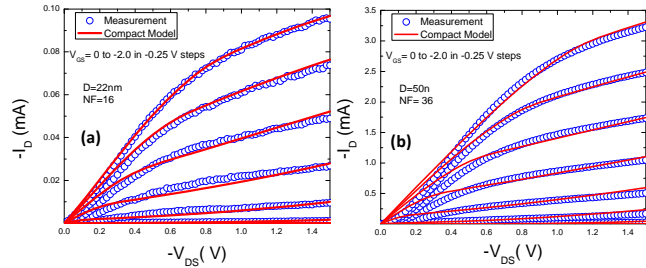 0.10
0.08
0.06
0.04
0.02
0.0 0.2 0.4 0.6 0.8 1.0 1.2 1.4
-I_D (mA)
-V_DS( V)
Measurement
Compact Model
V_GS= 0 to -2.0 in -0.25 V steps
D=22nm
NF=16
(a)
3.5
3.0
2.5
2.0
1.5
1.0
0.5
0.0 0.2 0.4 0.6 0.8 1.0 1.2 1.4
-I_D (mA)
-V_DS( V)
Measurement
Compact Model
V_GS= 0 to -2.0 in -0.25 V steps
D=50n
NF= 36
(b)